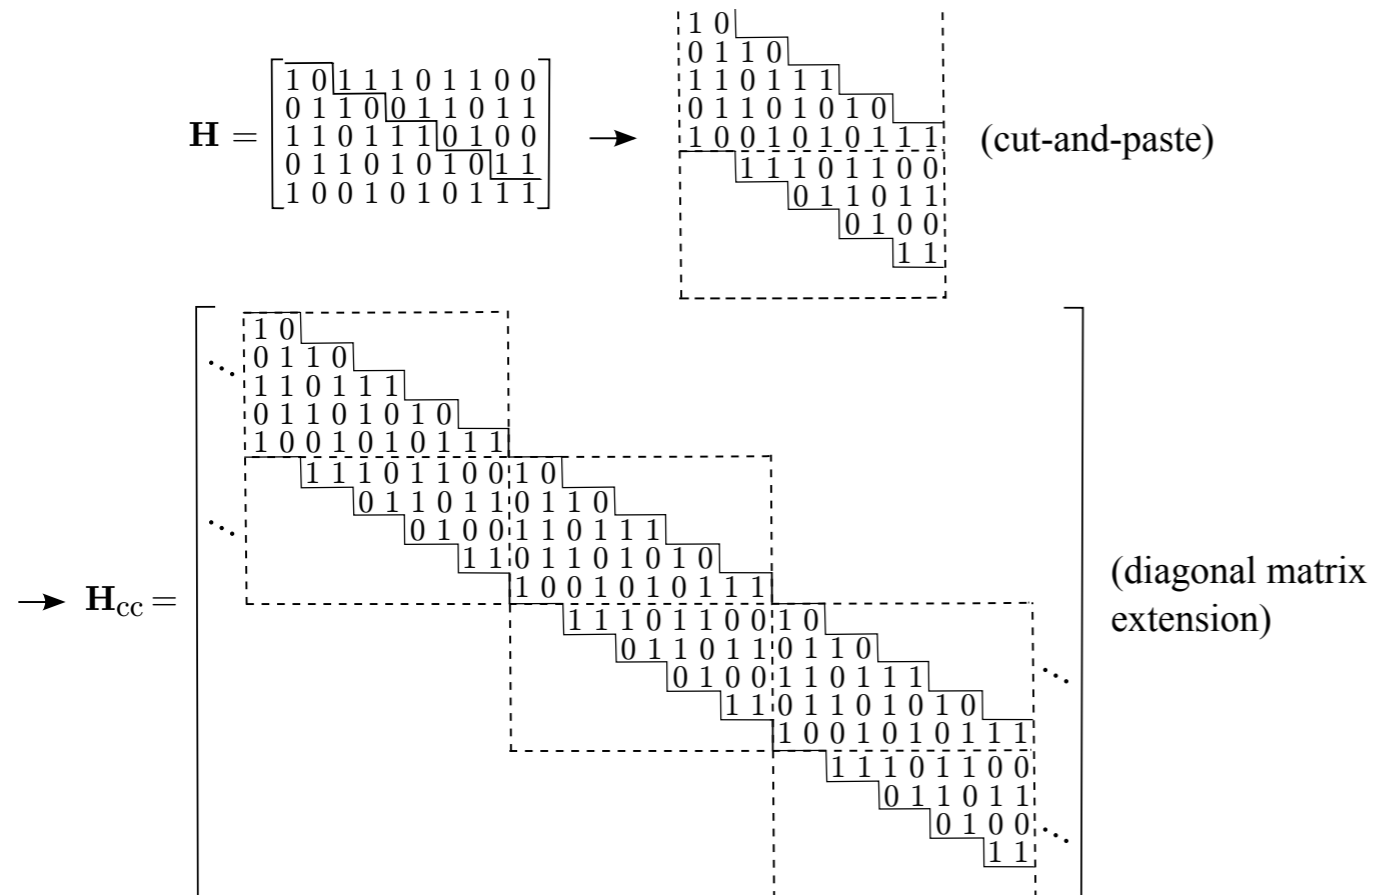 H =
1 0 1 1 1 0 1 1 0 0
0 1 1 0 0 1 1 0 1 1
1 1 0 1 1 1 0 1 0 0
0 1 1 0 1 0 1 0 1 1
1 0 0 1 0 1 0 1 1 1
→
1 0
0 1 1 0
1 1 0 1 1 1
0 1 1 0 1 0 1 0
1 0 0 1 0 1 0 1 1 1
1 1 1 0 1 1 0 0
0 1 1 0 1 1
0 1 0 0
1 1
(cut-and-paste)
→ Hcc =
1 0
⋱ 0 1 1 0
1 1 0 1 1 1
0 1 1 0 1 0 1 0
1 0 0 1 0 1 0 1 1 1
1 1 1 0 1 1 0 0 1 0
⋱ 0 1 1 0 1 1 0 1 1 0
0 1 0 0 1 1 0 1 1 1
1 1 0 1 1 0 1 0 1 0
1 0 0 1 0 1 0 1 1 1
1 1 1 0 1 1 0 0 1 0
0 1 1 0 1 1 0 1 1 0 ⋱
0 1 0 0 1 1 0 1 1 1
1 1 0 1 1 0 1 0 1 0
1 0 0 1 0 1 0 1 1 1
1 1 1 0 1 1 0 0
0 1 1 0 1 1
0 1 0 0 ⋱
1 1
(diagonal matrix
extension)